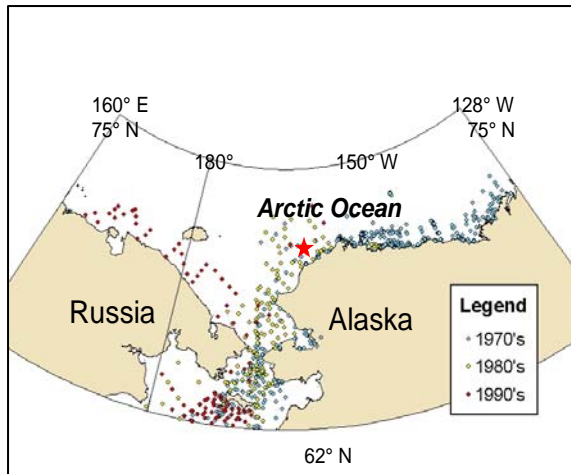 160° E
75° N
128° W
75° N
180°
150° W
Arctic Ocean
Russia
Alaska
Legend
1970's
1980's
1990's
62° N